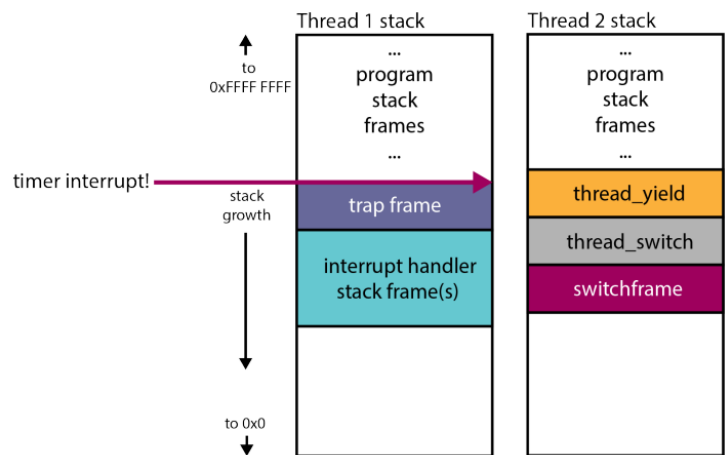 Thread 1 stack
Thread 2 stack
to
0xFFFF FFFF
...
program
stack
frames
...
...
program
stack
frames
...
timer interrupt!
stack
growth
trap frame
interrupt handler
stack frame(s)
thread_yield
thread_switch
switchframe
to 0x0